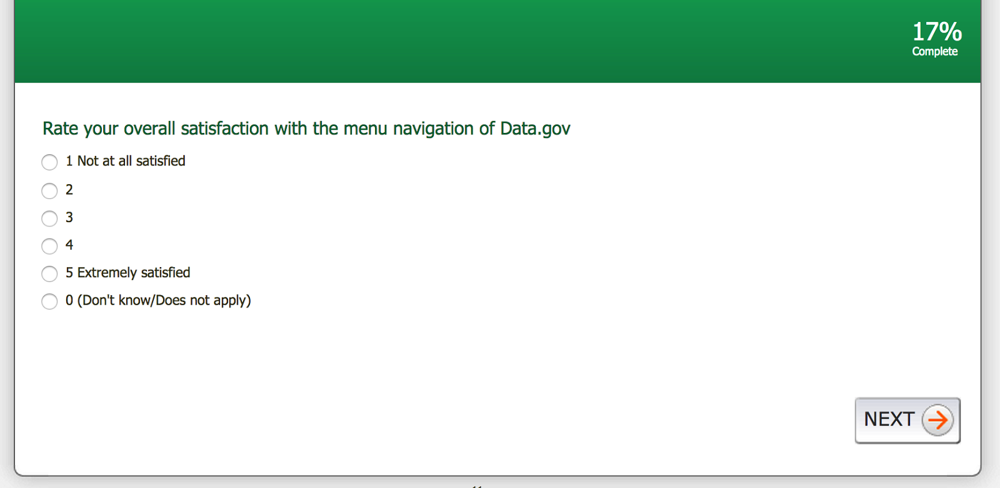 17%
Complete
Rate your overall satisfaction with the menu navigation of Data.gov
1 Not at all satisfied
2
3
4
5 Extremely satisfied
0 (Don't know/Does not apply)
NEXT